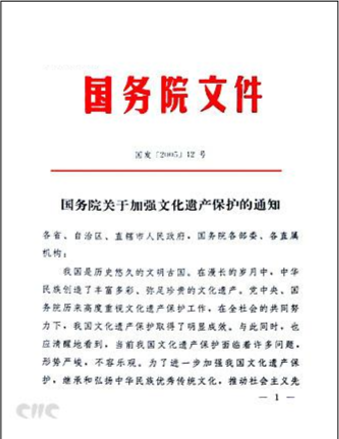 国务院文件
国发〔2005〕42号
国务院关于加强文化遗产保护的通知
各省、自治区、直辖市人民政府，国务院各部委、各直属
机构：
我国是历史悠久的文明古国。在漫长的岁月中，中华
民族创造了丰富多彩、弥足珍贵的文化遗产。党中央、国
务院历来高度重视文化遗产保护工作，在全社会的共同努
力下，我国文化遗产保护取得了明显成效。与此同时，也
应清醒地看到，当前我国文化遗产保护面临着许多问题，
形势严峻，不容乐观。为了进一步加强我国文化遗产保
护，继承和弘扬中华民族优秀传统文化，推动社会主义先
— 1 —
CIIC